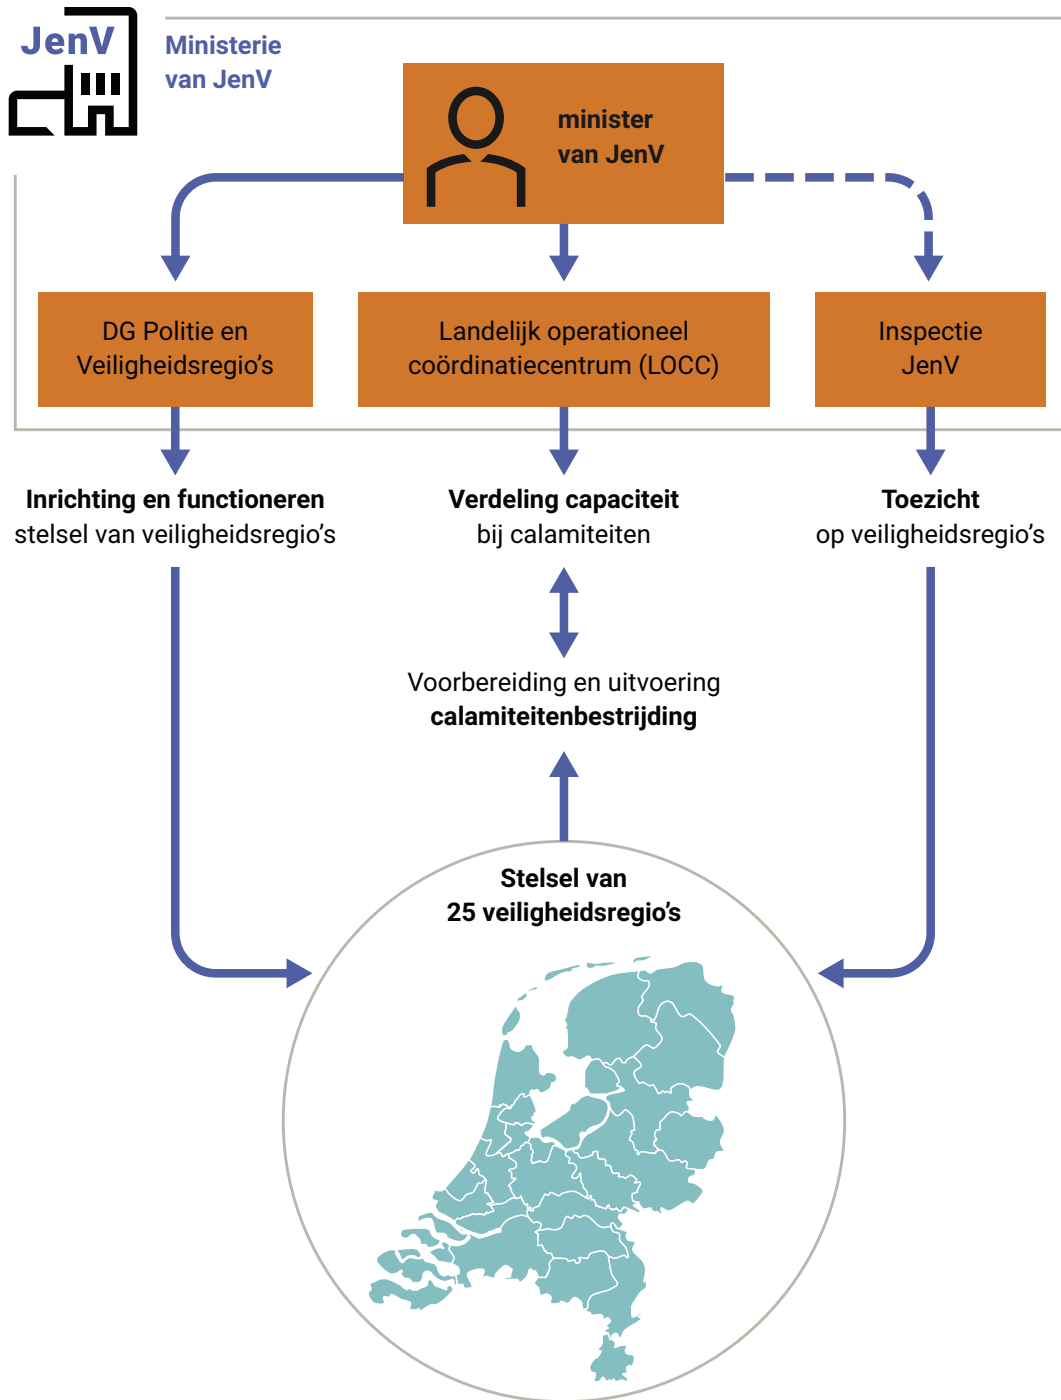 JenV
Ministerie
van JenV
minister
van JenV
DG Politie en
Veiligheidsregio’s
Landelijk operationeel
coördinatiecentrum (LOCC)
Inspectie
JenV
Inrichting en functioneren
stelsel van veiligheidsregio’s
Verdeling capaciteit
bij calamiteiten
Toezicht
op veiligheidsregio’s
Voorbereiding en uitvoering
calamiteitenbestrijding
Stelsel van
25 veiligheidsregio’s